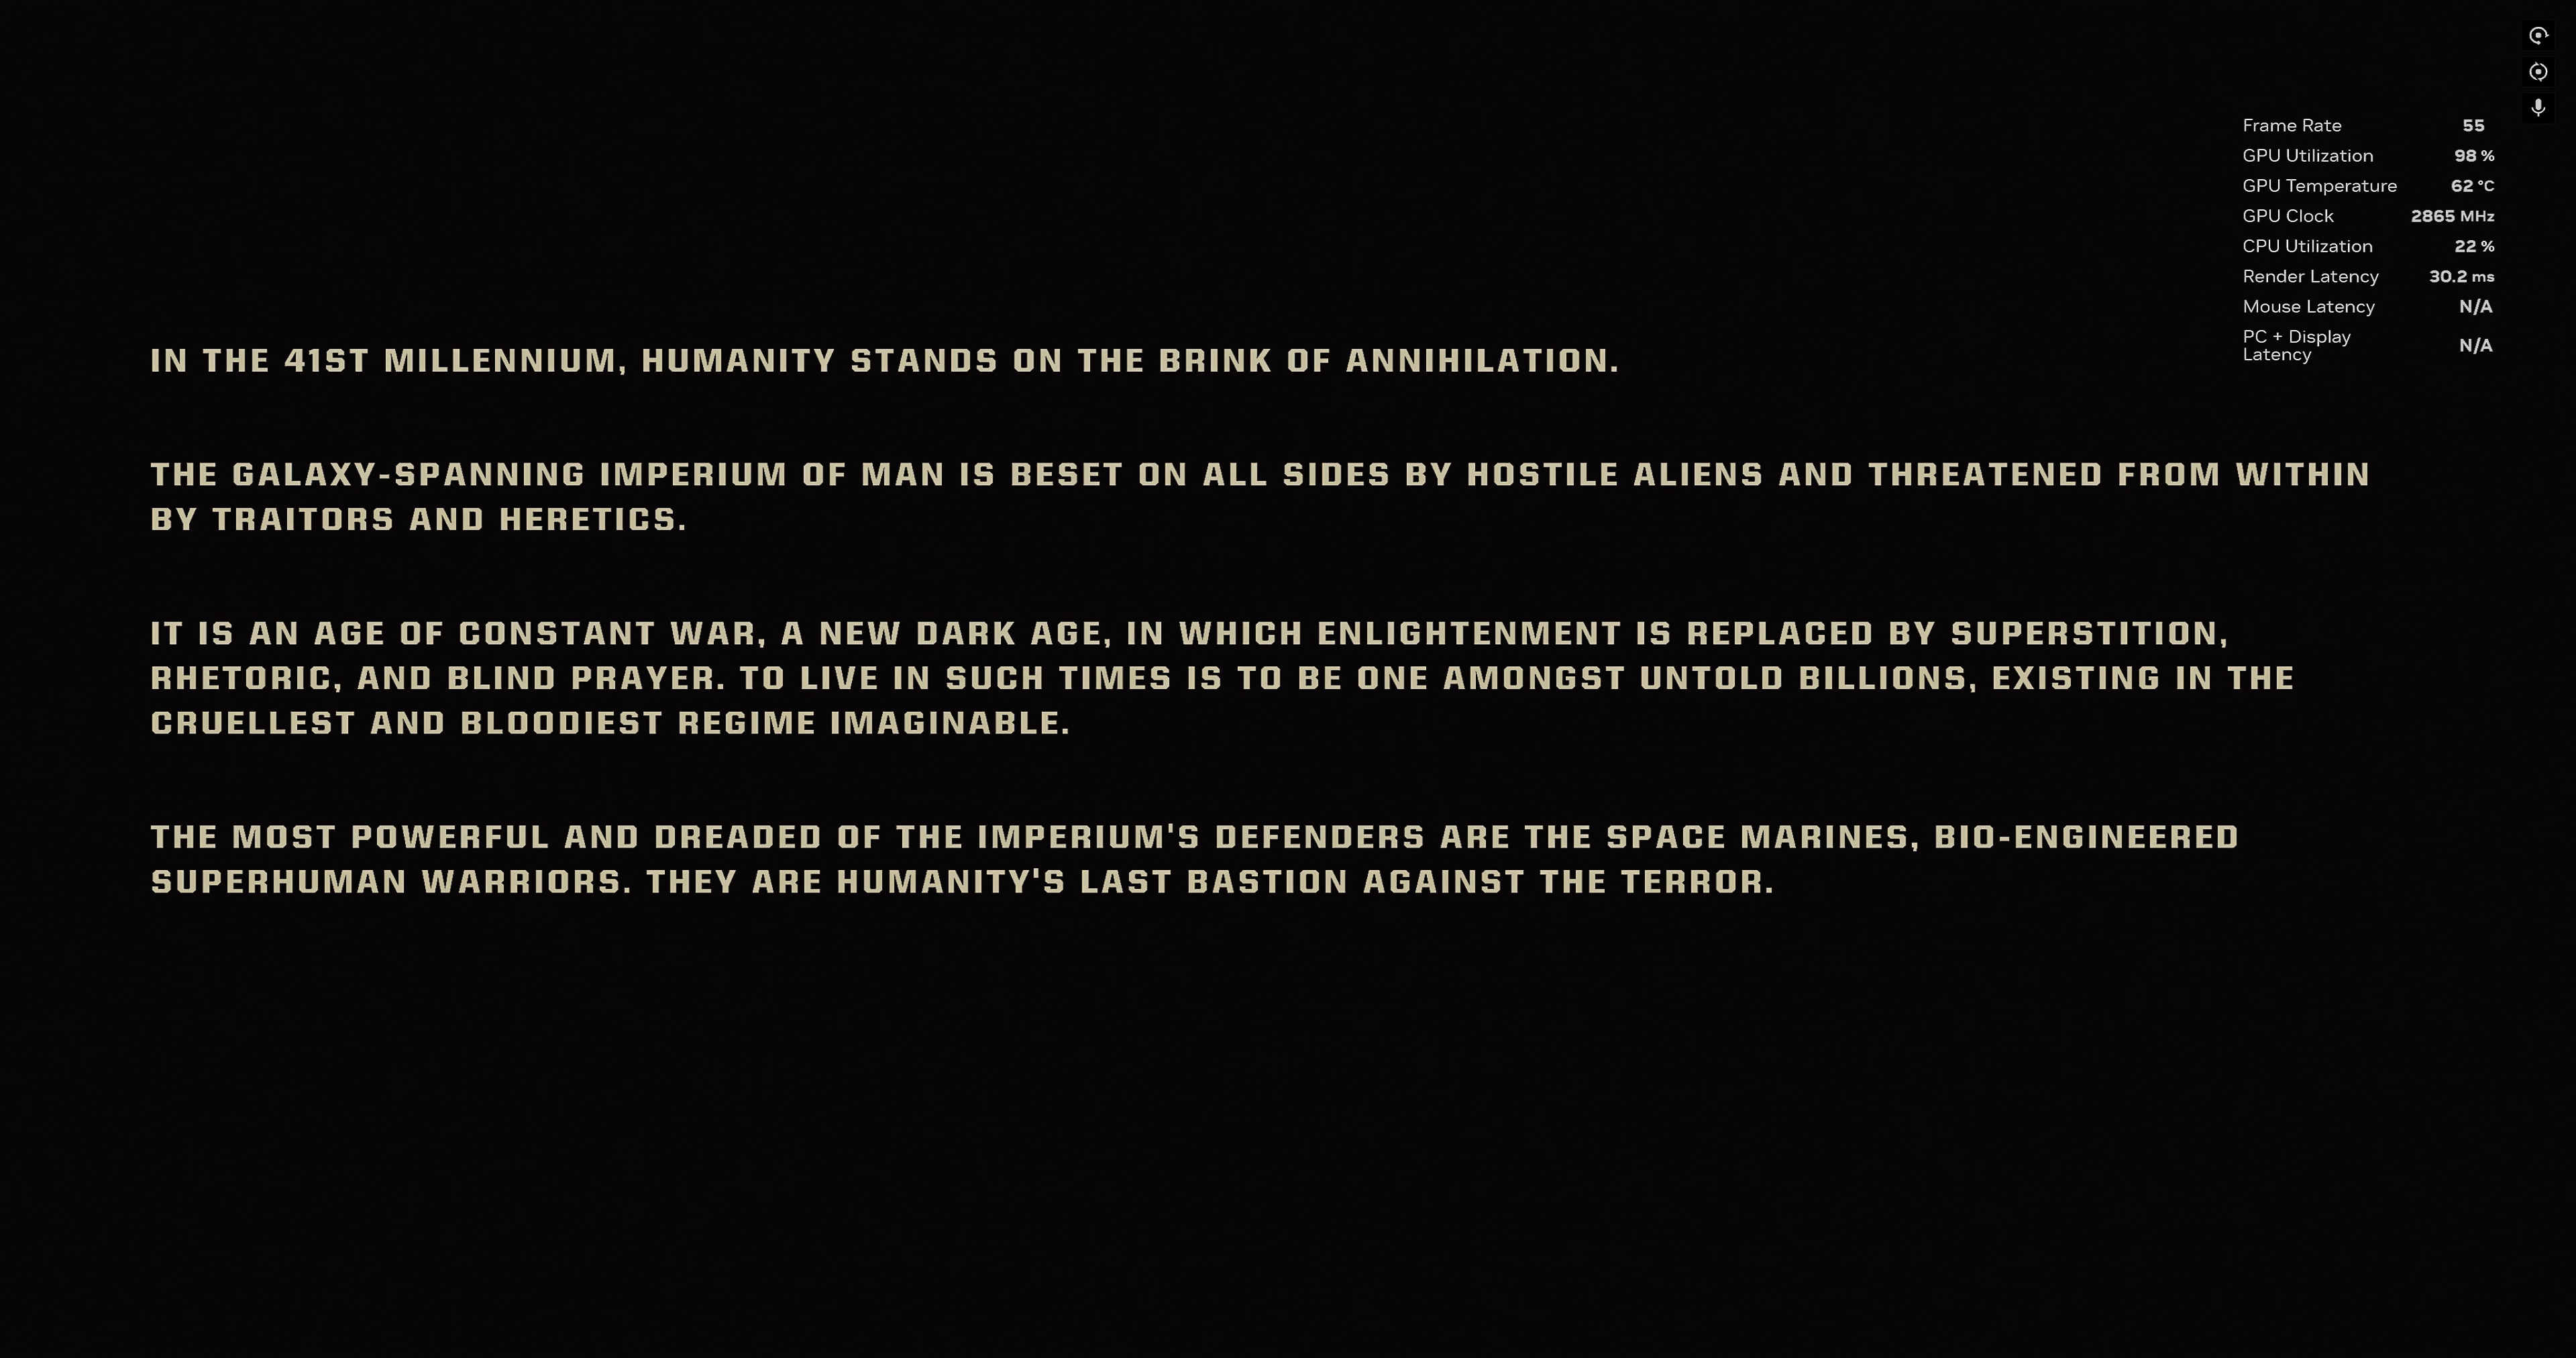 Frame Rate 55
GPU Utilization 98 %
GPU Temperature 62 °C
GPU Clock 2865 MHz
CPU Utilization 22 %
Render Latency 30.2 ms
Mouse Latency N/A
PC + Display
Latency N/A
IN THE 41ST MILLENNIUM, HUMANITY STANDS ON THE BRINK OF ANNIHILATION.
THE GALAXY-SPANNING IMPERIUM OF MAN IS BESET ON ALL SIDES BY HOSTILE ALIENS AND THREATENED FROM WITHIN
BY TRAITORS AND HERETICS.
IT IS AN AGE OF CONSTANT WAR, A NEW DARK AGE, IN WHICH ENLIGHTENMENT IS REPLACED BY SUPERSTITION,
RHETORIC, AND BLIND PRAYER. TO LIVE IN SUCH TIMES IS TO BE ONE AMONGST UNTOLD BILLIONS, EXISTING IN THE
CRUELLEST AND BLOODIEST REGIME IMAGINABLE.
THE MOST POWERFUL AND DREADED OF THE IMPERIUM'S DEFENDERS ARE THE SPACE MARINES, BIO-ENGINEERED
SUPERHUMAN WARRIORS. THEY ARE HUMANITY'S LAST BASTION AGAINST THE TERROR.